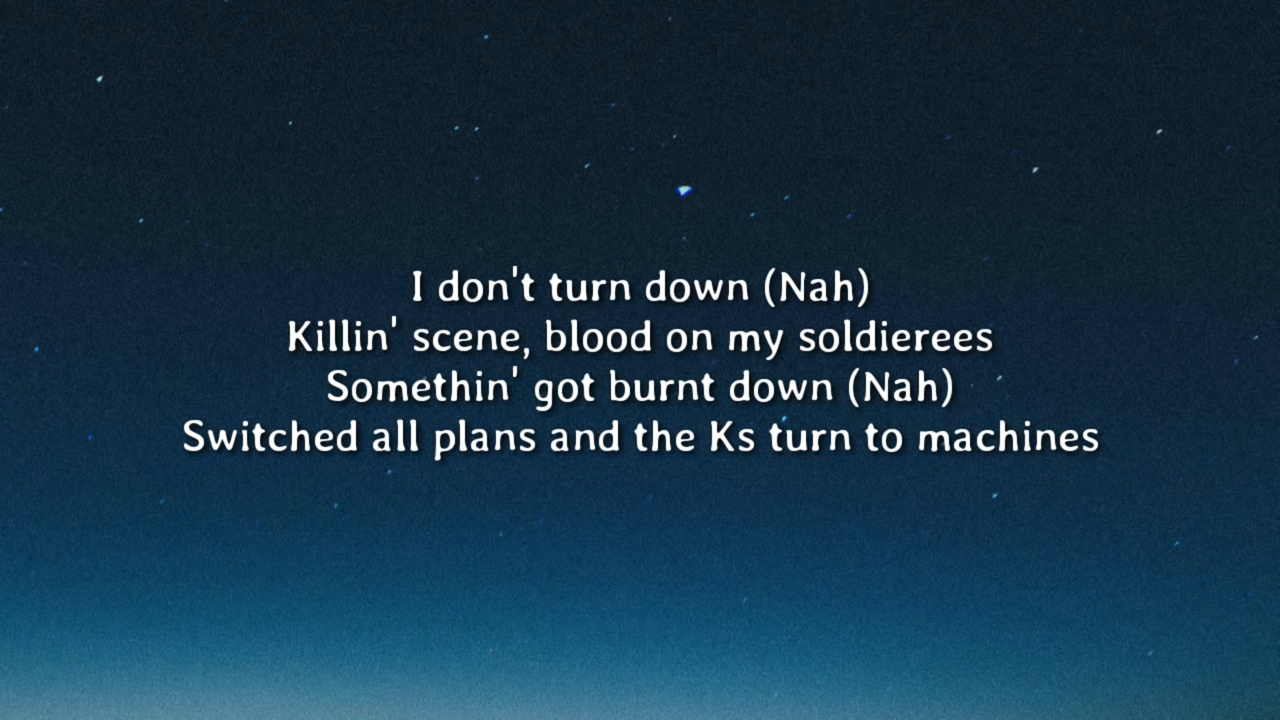 I don't turn down (Nah)
Killin' scene, blood on my soldierees
Somethin' got burnt down (Nah)
Switched all plans and the Ks turn to machines